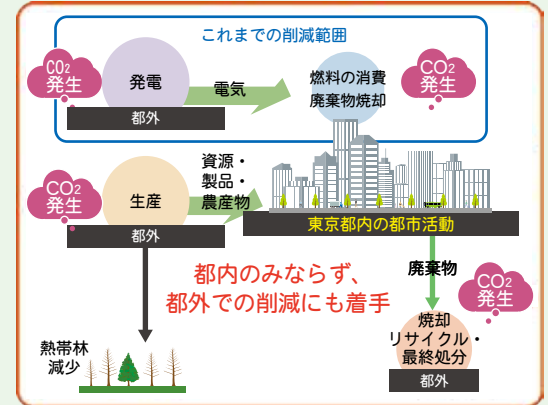 これまでの削減範囲
CO2
発生
発電
都外
電気
燃料の消費
廃棄物焼却
CO2
発生
CO2
発生
生産
都外
資源・
製品・
農産物
東京都内の都市活動
都内のみならず、
都外での削減にも着手
廃棄物
CO2
発生
熱帯林
減少
焼却
リサイクル・
最終処分
都外